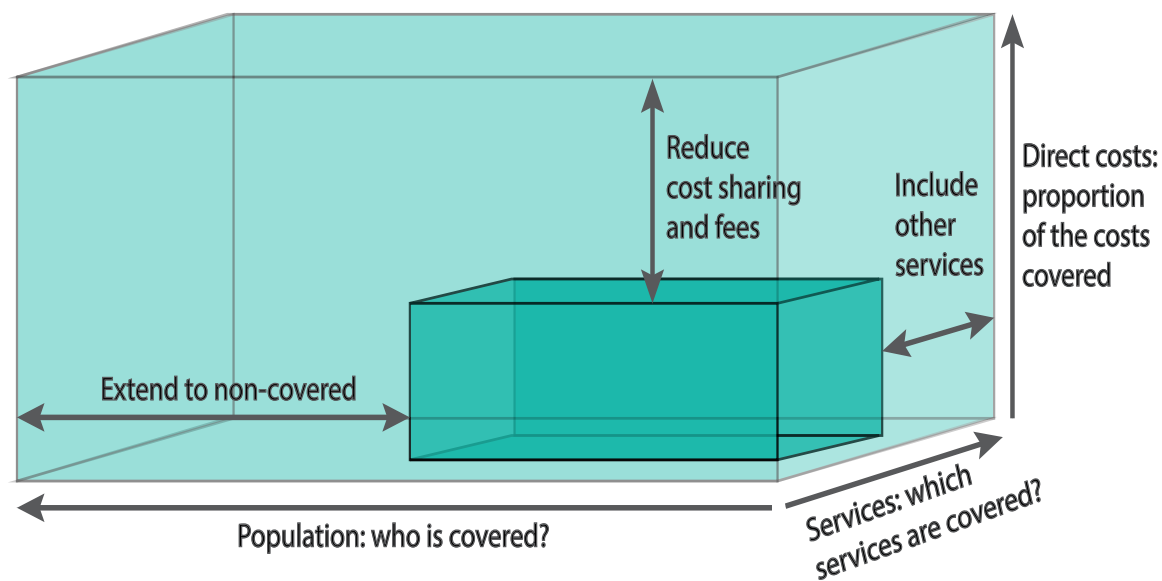 Reduce
cost sharing
and fees
Include
other
services
Direct costs:
proportion
of the costs
covered
Extend to non-covered
Population: who is covered?
Services: which
services are covered?